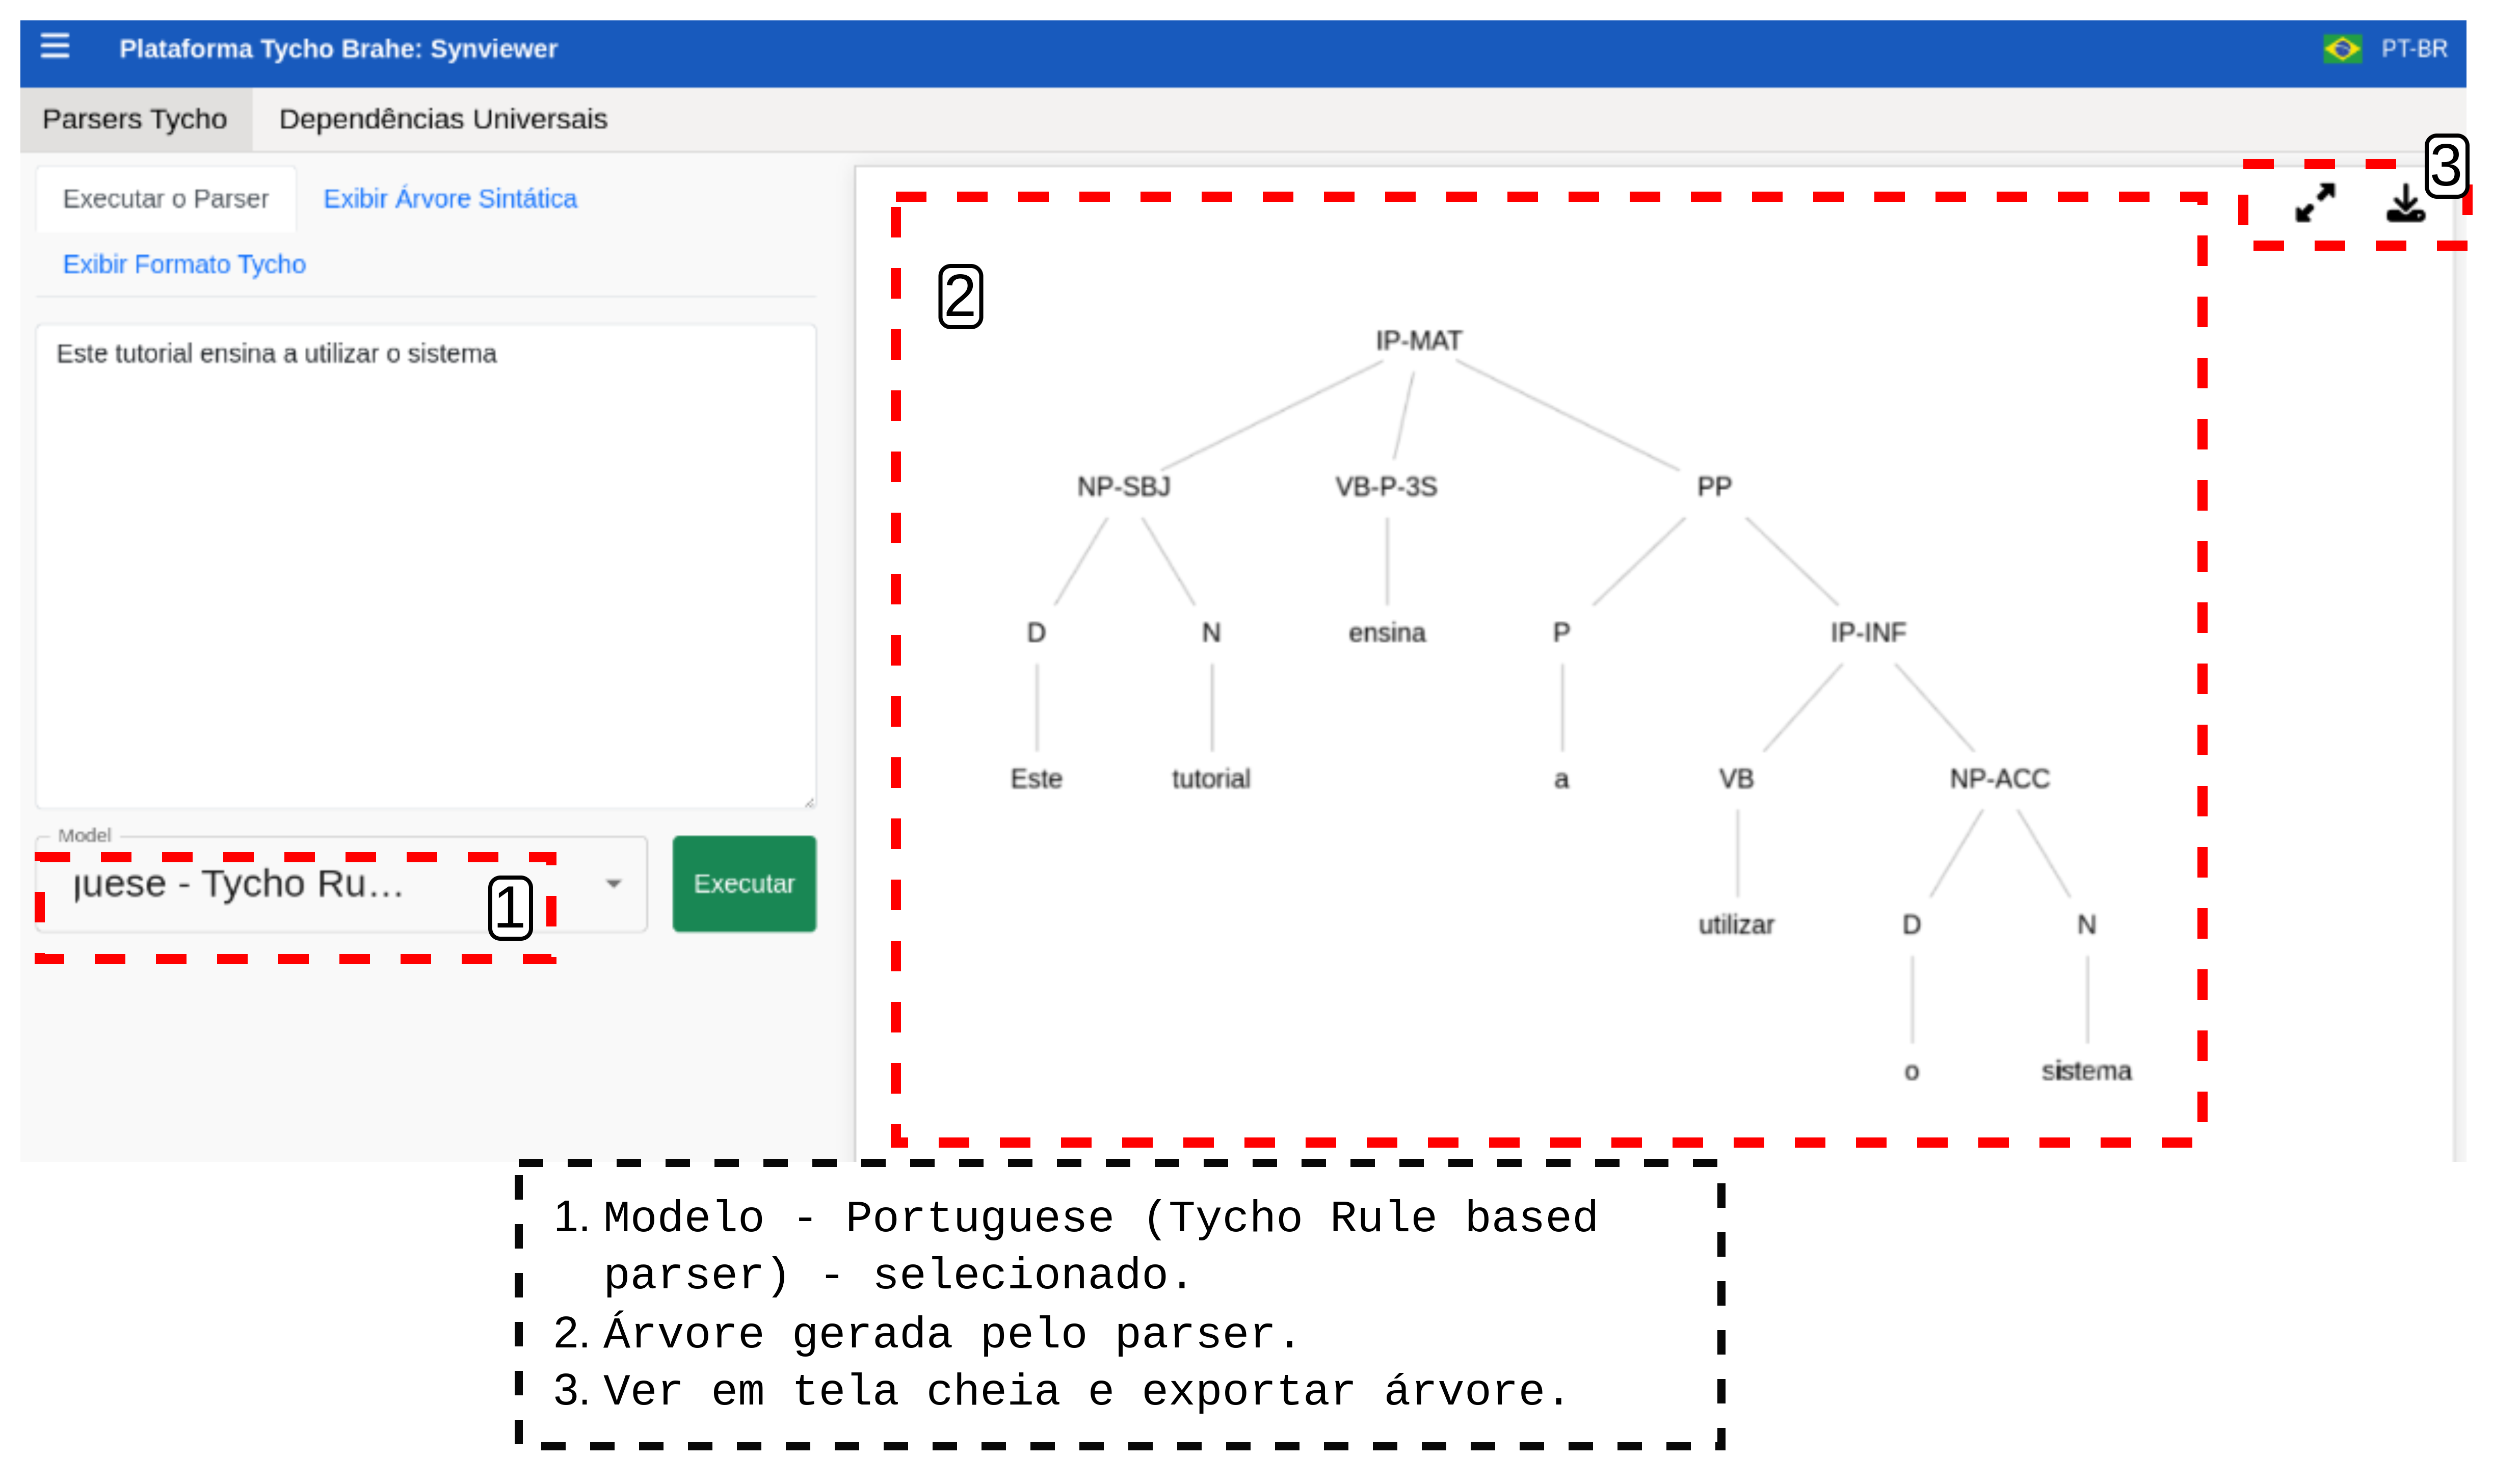 Plataforma Tycho Brahe: Synviewer
PT-BR
Parsers Tycho
Dependências Universais
3
Executar o Parser
Exibir Árvore Sintática
Exibir Formato Tycho
Este tutorial ensina a utilizar o sistema
Model
guese - Tycho Ru...
1
Executar
2
IP-MAT
NP-SBJ VB-P-3S PP
D N ensina P IP-INF
Este tutorial a VB NP-ACC
utilizar D N
o sistema
1. Modelo - Portuguese (Tycho Rule based
parser) - selecionado.
2. Árvore gerada pelo parser.
3. Ver em tela cheia e exportar árvore.